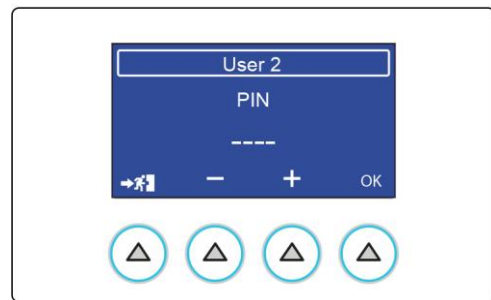 User 2
PIN
----
− + OK